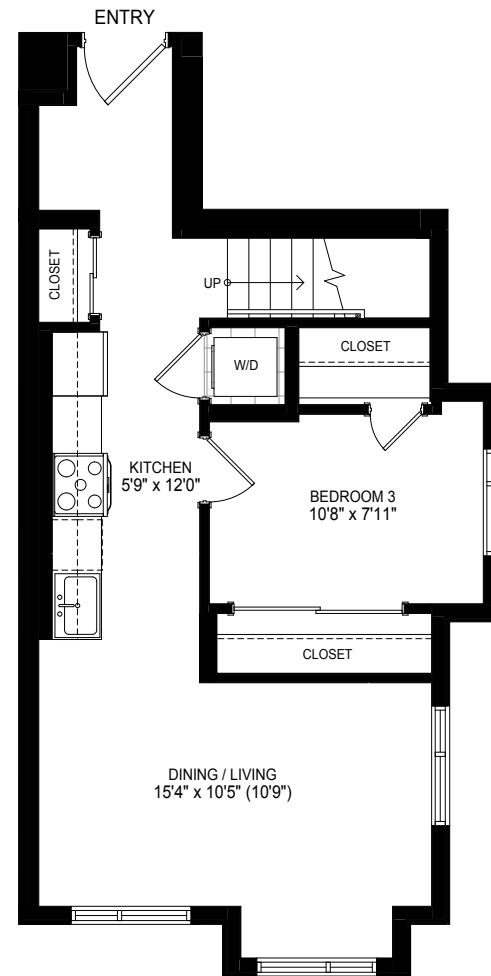 ENTRY
CLOSET
UP
W/D
CLOSET
KITCHEN
5'9" x 12'0"
BEDROOM 3
10'8" x 7'11"
CLOSET
DINING / LIVING
15'4" x 10'5" (10'9")